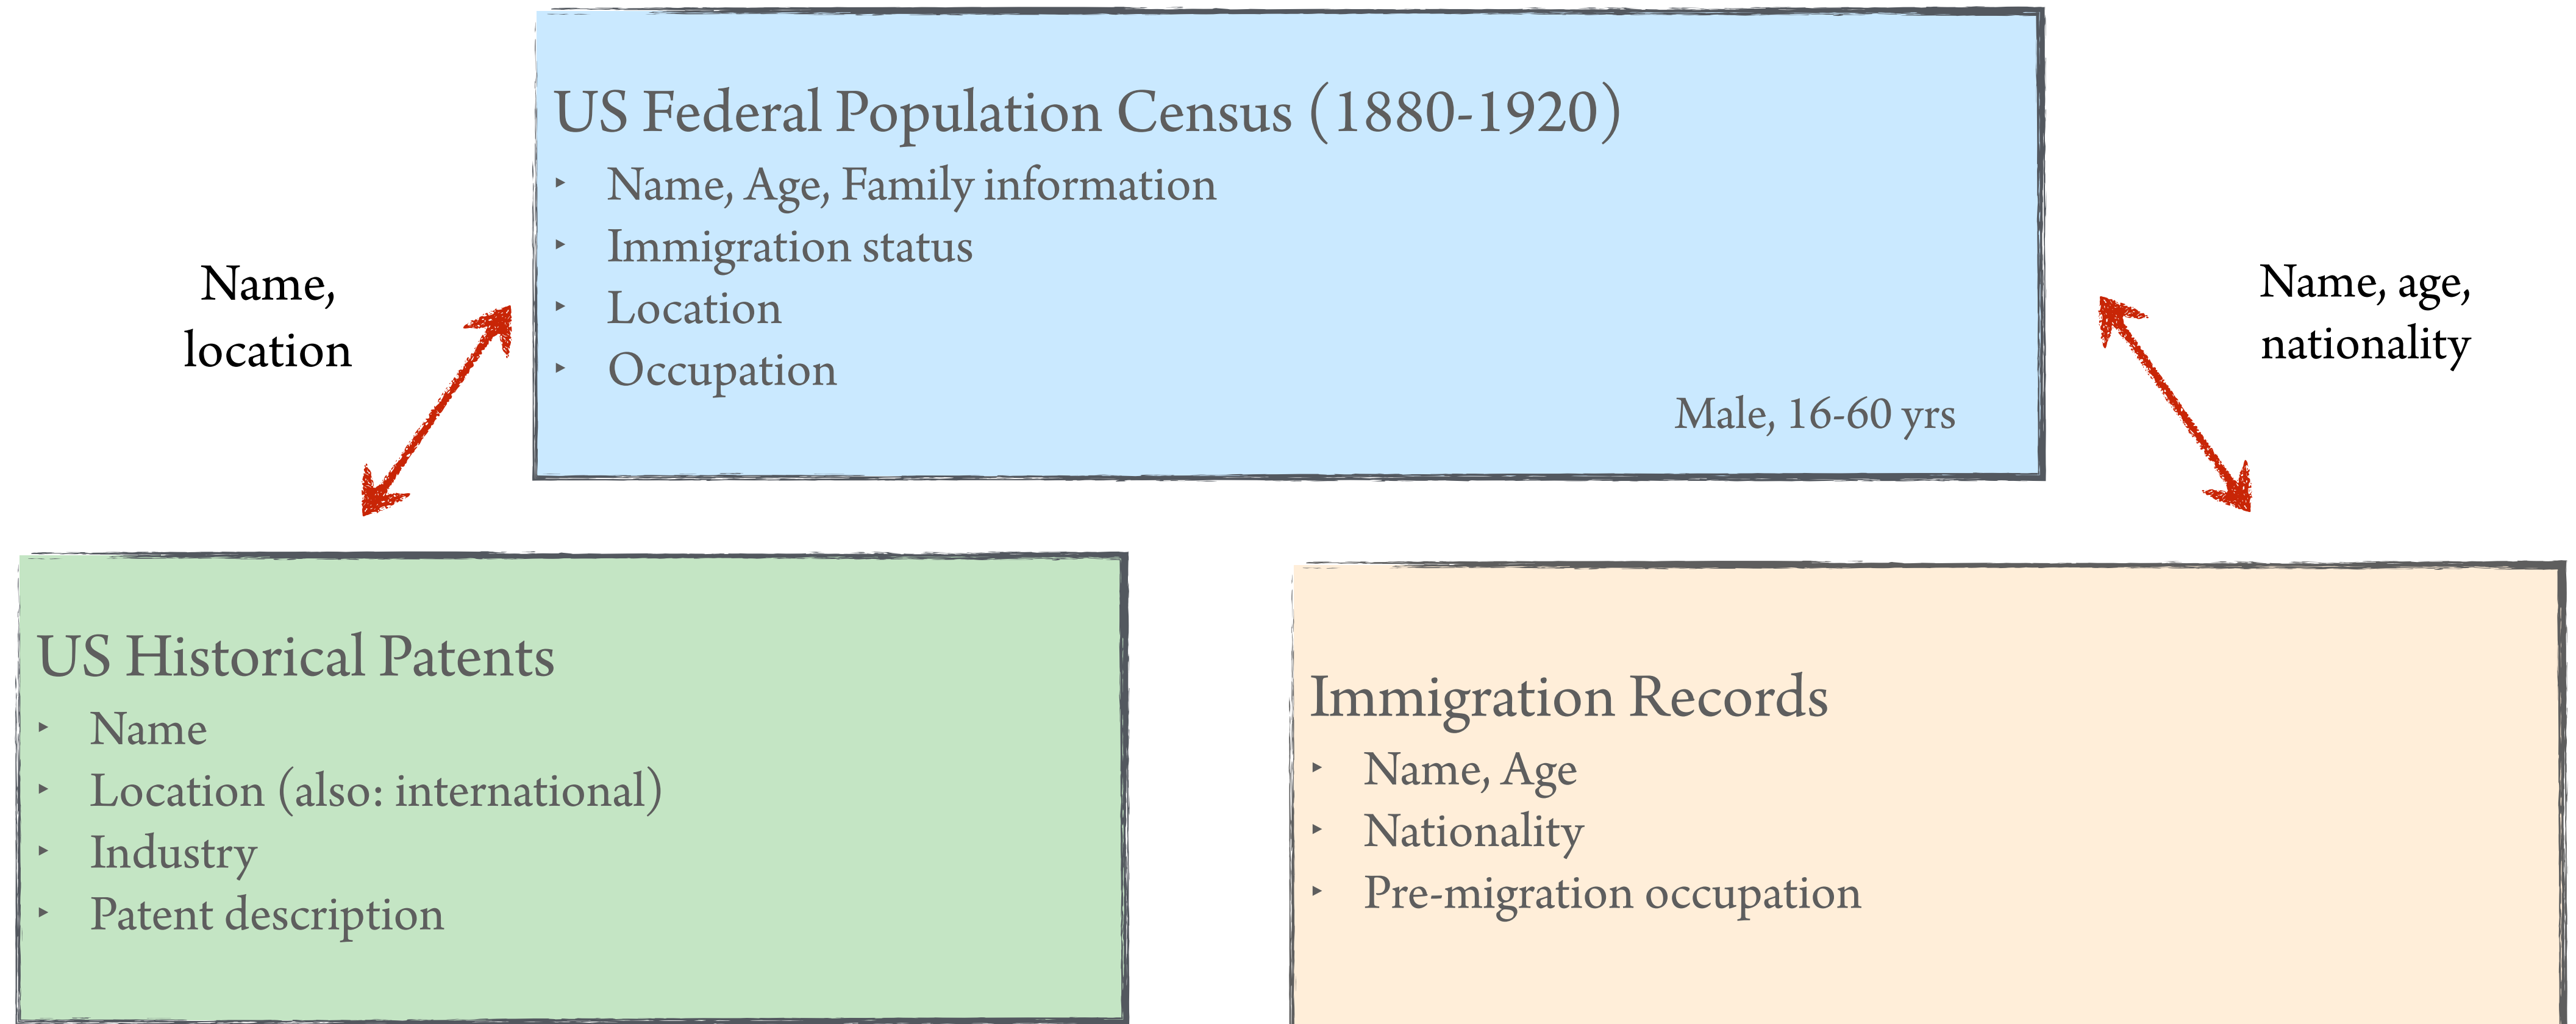 US Federal Population Census (1880-1920)
‣ Name, Age, Family information
‣ Immigration status
‣ Location
‣ Occupation
Male, 16-60 yrs
Name,
location
Name, age,
nationality
US Historical Patents
‣ Name
‣ Location (also: international)
‣ Industry
‣ Patent description
Immigration Records
‣ Name, Age
‣ Nationality
‣ Pre-migration occupation